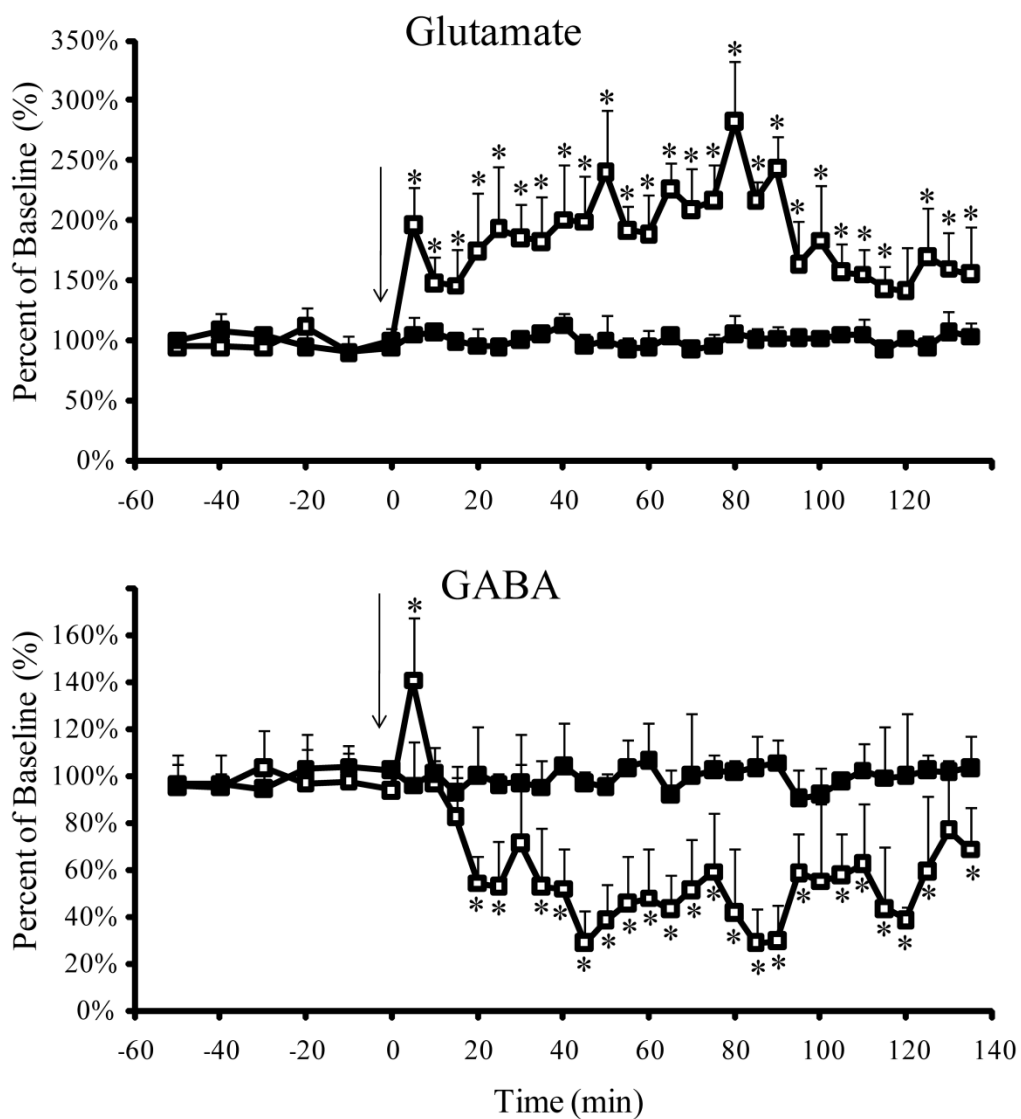 Glutamate
350%
300%
250%
200%
150%
100%
50%
0%
Percent of Baseline (%)
* * * * * * * * * * * * * * * * * * * * * * * * * *
-60 -40 -20 0 20 40 60 80 100 120 140
GABA
160%
140%
120%
100%
80%
60%
40%
20%
0%
Percent of Baseline (%)
*
* * * * * * * * * * * * * * * * * * * * *
-60 -40 -20 0 20 40 60 80 100 120 140
Time (min)